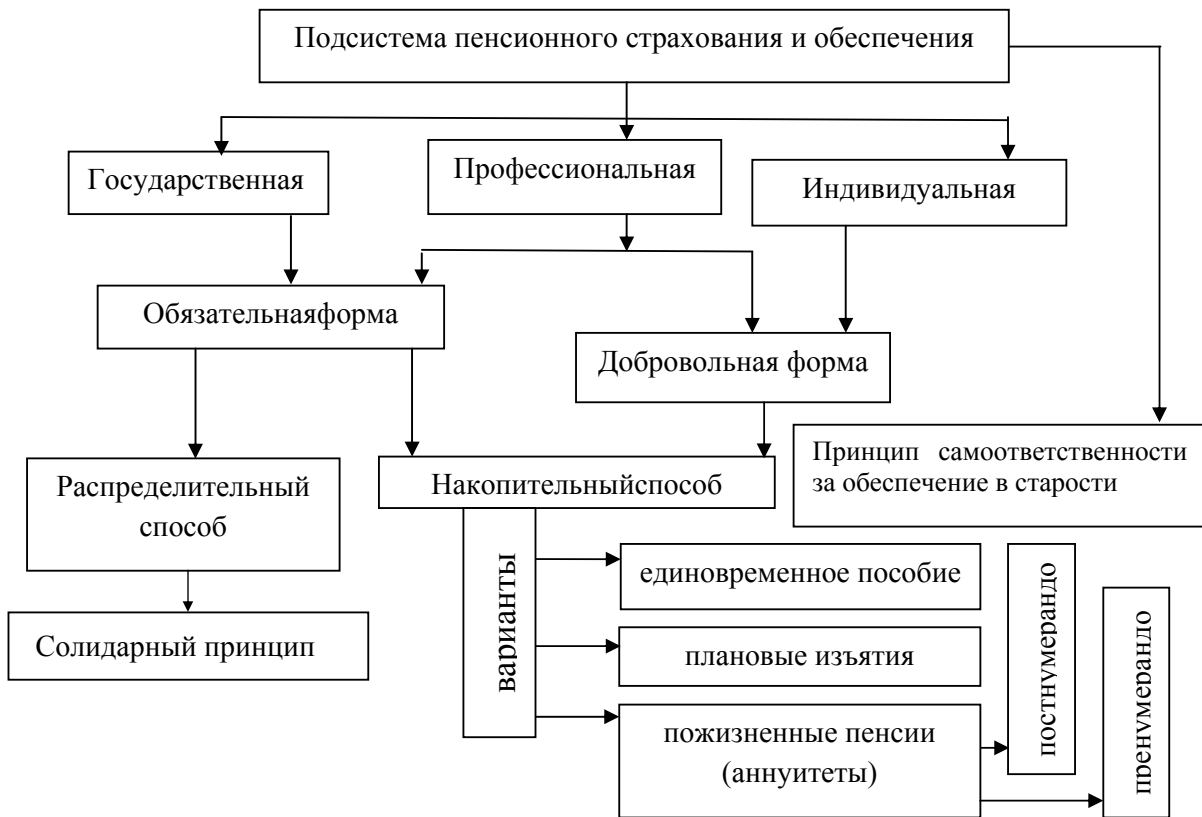 Подсистема пенсионного страхования и обеспечения
Государственная
Профессиональная
Индивидуальная
Обязательнаяформа
Добровольная форма
Принцип самоответственности
за обеспечение в старости
Распределительный
способ
Накопительныйспособ
Солидарный принцип
варианты
единовременное пособие
плановые изъятия
пожизненные пенсии
(аннуитеты)
постнумерандо
пренумерандо